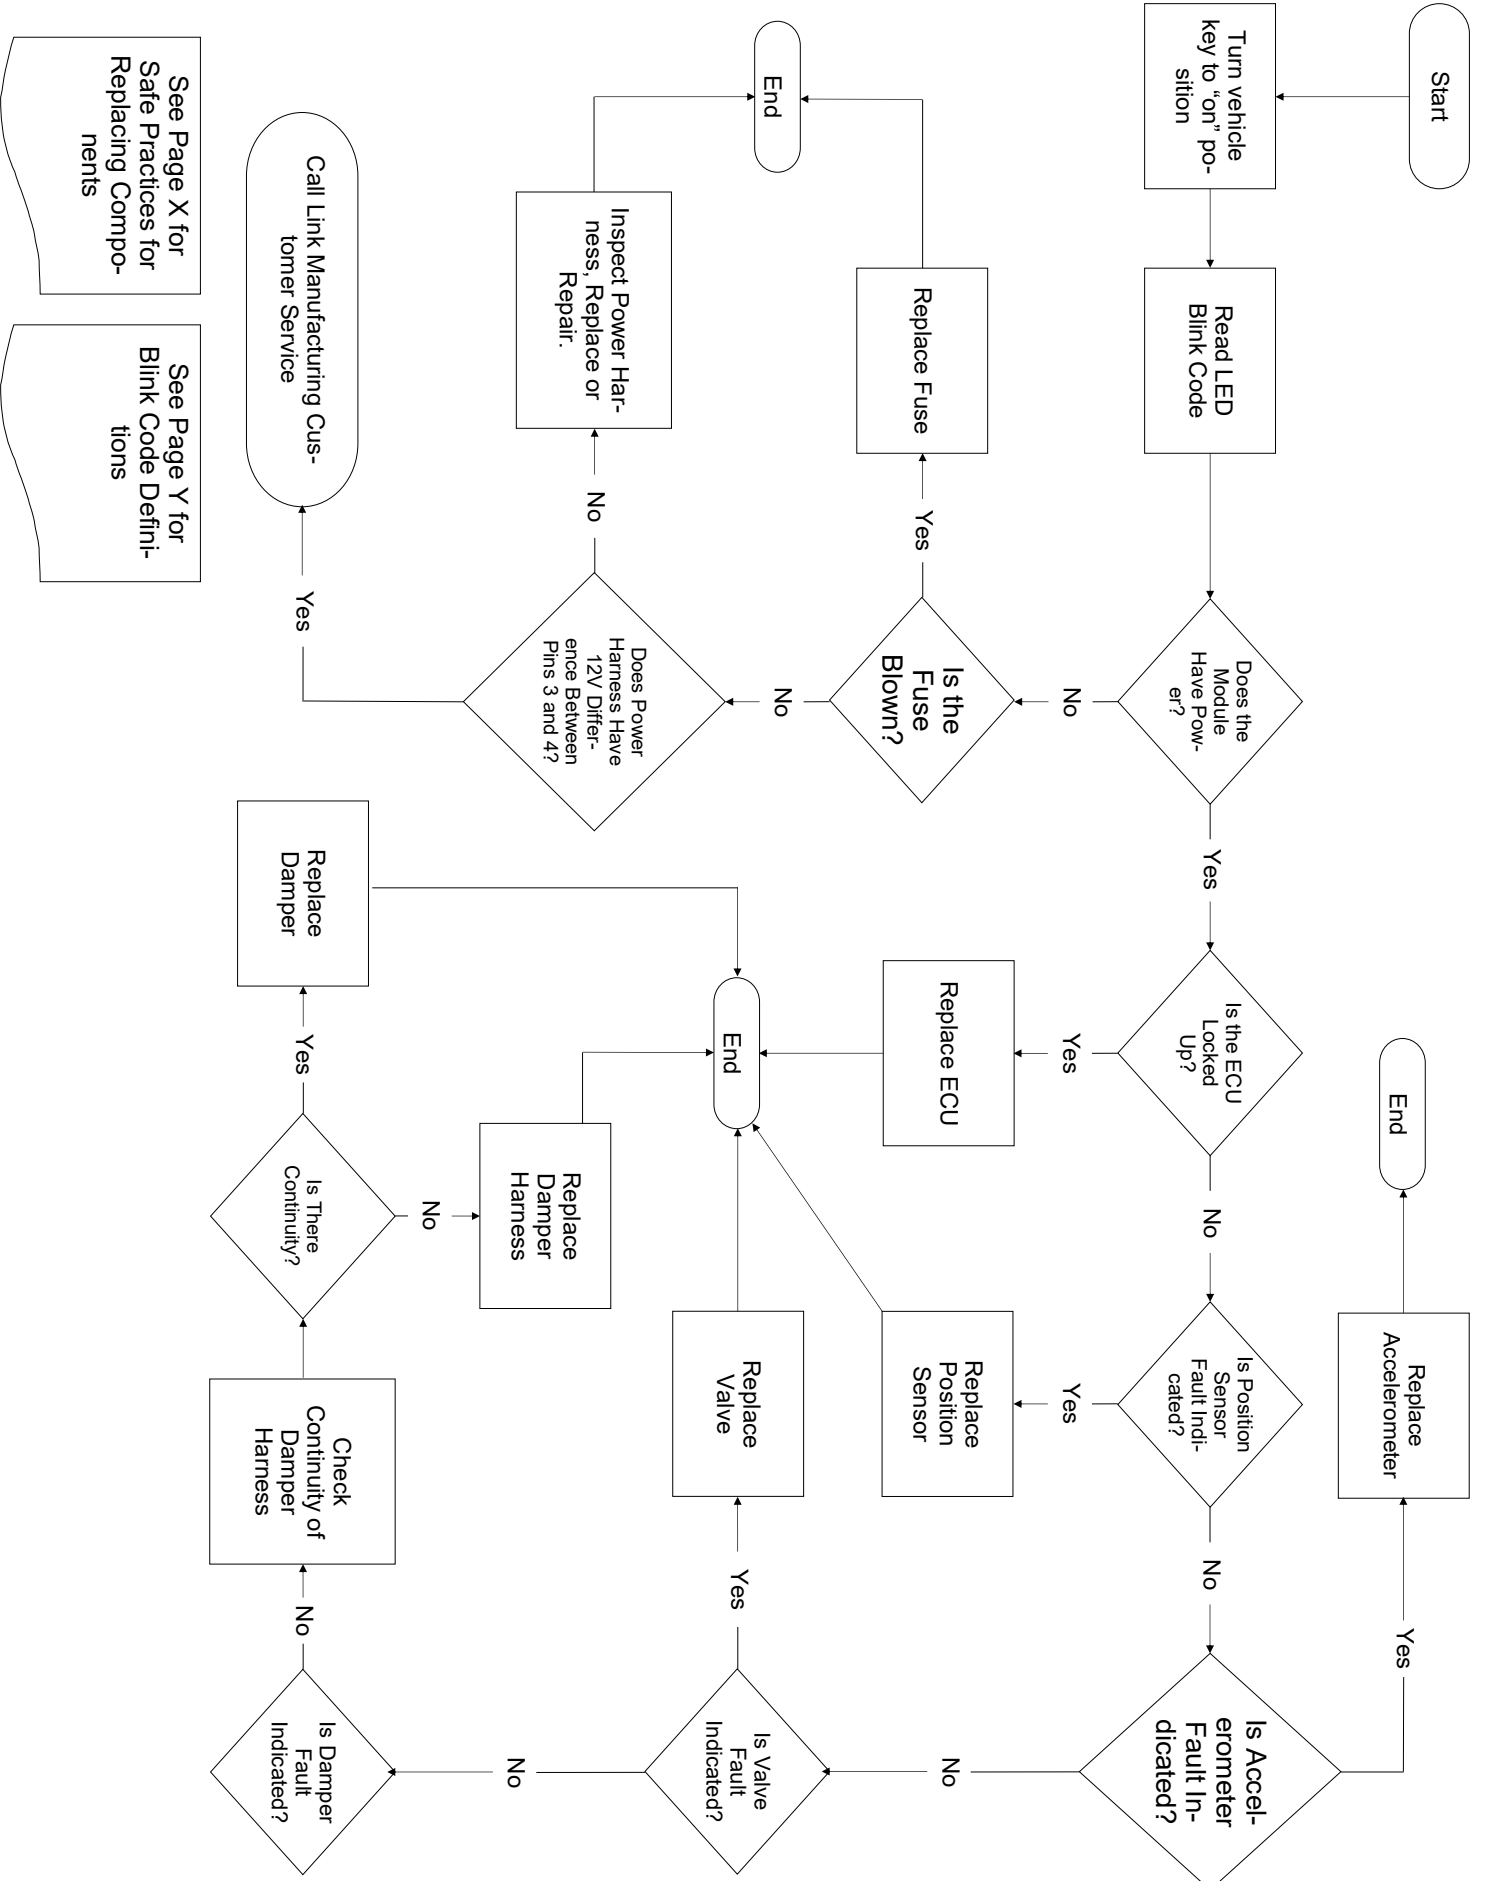 Start
Turn vehicle
key to “on” po-
sition
Read LED
Blink Code
Does the
Module
Have Pow-
er?
Yes
Is the ECU
Locked
Up?
No
Is Position
Sensor
Fault Indi-
cated?
No
Is Accel-
erometer
Fault In-
dicated?
Yes
Replace
Accelerometer
End
No
Is the
Fuse
Blown?
Yes
Replace Fuse
End
Yes
Replace ECU
Yes
Replace
Position
Sensor
No
Is Valve
Fault
Indicated?
Yes
Replace
Valve
End
No
Does Power
Harness Have
12V Differ-
ence Between
Pins 3 and 4?
No
Inspect Power Har-
ness, Replace or
Repair.
Yes
Call Link Manufacturing Cus-
tomer Service
No
Is Damper
Fault
Indicated?
No
Check
Continuity of
Damper
Harness
Is There
Continuity?
No
Replace
Damper
Harness
Yes
Replace
Damper
See Page X for
Safe Practices for
Replacing Compo-
nents
See Page Y for
Blink Code Defini-
tions